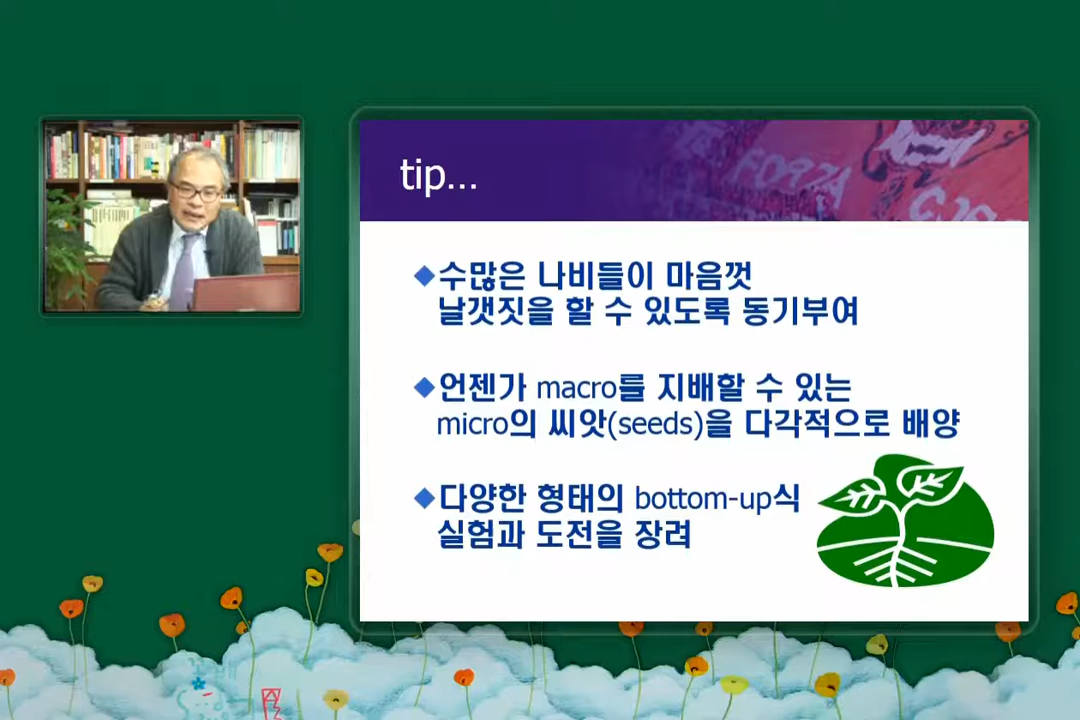 tip...
FORZA
◆수많은 나비들이 마음껏
날갯짓을 할 수 있도록 동기부여
◆언젠가 macro를 지배할 수 있는
micro의 씨앗(seeds)을 다각적으로 배양
◆다양한 형태의 bottom-up식
실험과 도전을 장려